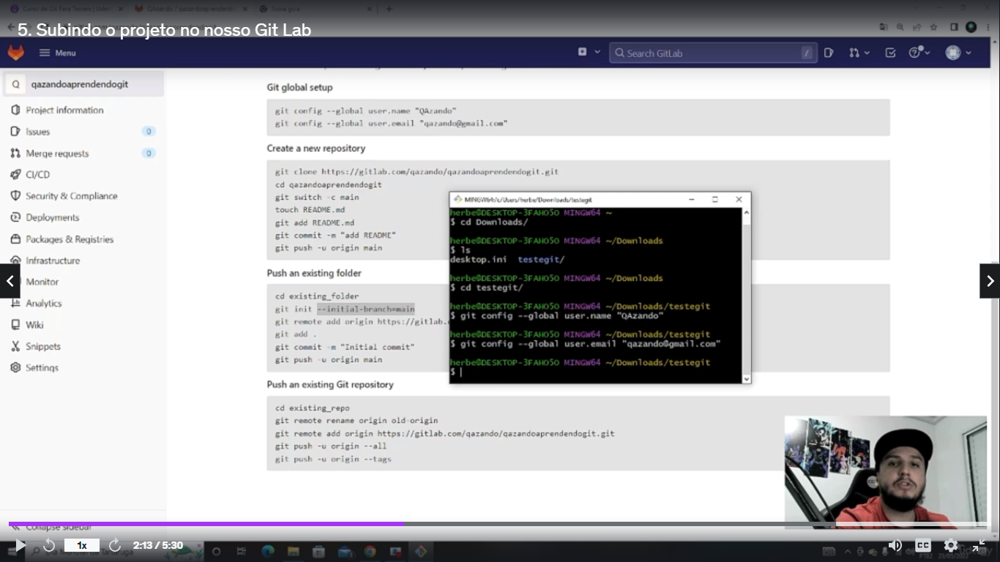 Curso de Git Para Testers | Udem
QAzando / qazandoaprendendo
Nova guia
5. Subindo o projeto no nosso Git Lab
Menu
Search GitLab
/
Q qazandoaprendendogit
Project information
Issues 0
Merge requests 0
CI/CD
Security & Compliance
Deployments
Packages & Registries
Infrastructure
Monitor
Analytics
Wiki
Snippets
Settings
Collapse sidebar
Git global setup
git config --global user.name "QAzando"
git config --global user.email "qazando@gmail.com"
Create a new repository
git clone https://gitlab.com/qazando/qazandoaprendendogit.git
cd qazandoaprendendogit
git switch -c main
touch README.md
git add README.md
git commit -m "add README"
git push -u origin main
Push an existing folder
cd existing_folder
git init --initial-branch=main
git remote add origin https://gitlab.
git add .
git commit -m "Initial commit"
git push -u origin main
Push an existing Git repository
cd existing_repo
git remote rename origin old-origin
git remote add origin https://gitlab.com/qazando/qazandoaprendendogit.git
git push -u origin --all
git push -u origin --tags
MINGW64:/c/Users/herbe/Downloads/testegit
herbe@DESKTOP-3FAHO5O MINGW64 ~
$ cd Downloads/
herbe@DESKTOP-3FAHO5O MINGW64 ~/Downloads
$ ls
desktop.ini testegit/
herbe@DESKTOP-3FAHO5O MINGW64 ~/Downloads
$ cd testegit/
herbe@DESKTOP-3FAHO5O MINGW64 ~/Downloads/testegit
$ git config --global user.name "QAzando"
herbe@DESKTOP-3FAHO5O MINGW64 ~/Downloads/testegit
$ git config --global user.email "qazando@gmail.com"
herbe@DESKTOP-3FAHO5O MINGW64 ~/Downloads/testegit
$
1x
2:13 / 5:30
Dia Mundial da Tartaruga
CC
PTB2 23/05/2022
Udemy